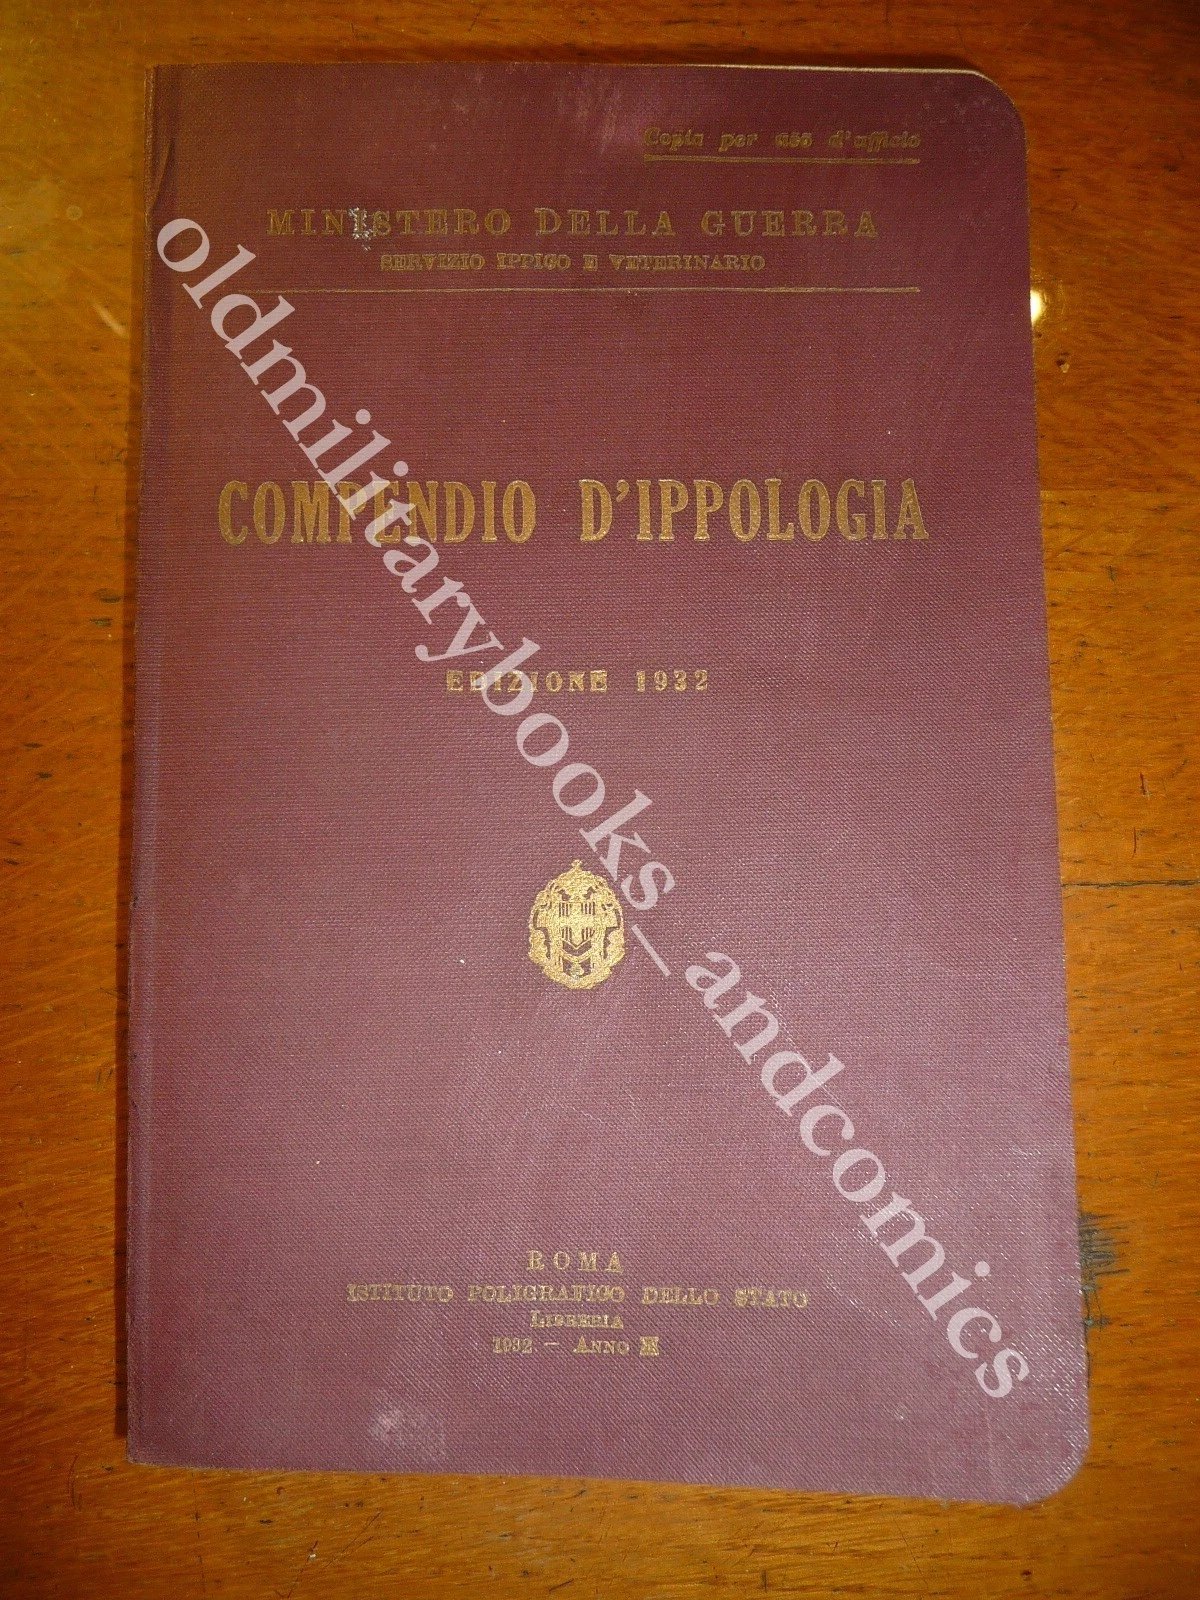 Copia per uso d'ufficio
MINISTERO DELLA GUERRA
SERVIZIO IPPICO E VETERINARIO
COMPENDIO D'IPPOLOGIA
EDIZIONE 1932
ROMA
ISTITUTO POLIGRAFICO DELLO STATO
LIBRERIA
1932 - ANNO
oldmilitarybooks_andcomics